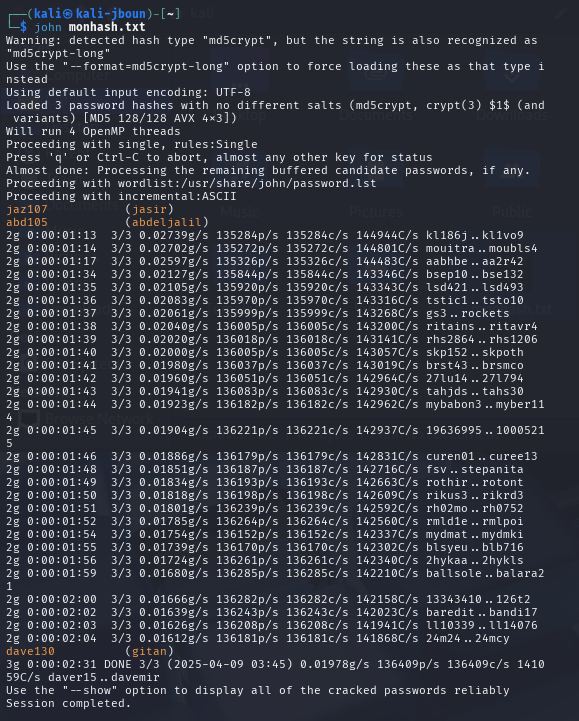 ┌──(kali㉿kali-jboun)-[~]
└─$ john monhash.txt
Warning: detected hash type "md5crypt", but the string is also recognized as
"md5crypt-long"
Use the "--format=md5crypt-long" option to force loading these as that type i
nstead
Using default input encoding: UTF-8
Loaded 3 password hashes with no different salts (md5crypt, crypt(3) $1$ (and
 variants) [MD5 128/128 AVX 4×3])
Will run 4 OpenMP threads
Proceeding with single, rules:Single
Press 'q' or Ctrl-C to abort, almost any other key for status
Almost done: Processing the remaining buffered candidate passwords, if any.
Proceeding with wordlist:/usr/share/john/password.lst
Proceeding with incremental:ASCII
jaz107           (jasir)
abd105           (abdeljalil)
2g 0:00:01:13  3/3 0.02739g/s 135284p/s 135284c/s 144944C/s kl186j..kl1vo9
2g 0:00:01:14  3/3 0.02702g/s 135272p/s 135272c/s 144801C/s mouitra..moubls4
2g 0:00:01:17  3/3 0.02597g/s 135326p/s 135326c/s 144483C/s aabhbe..aa2r42
2g 0:00:01:34  3/3 0.02127g/s 135844p/s 135844c/s 143346C/s bsep10..bse132
2g 0:00:01:35  3/3 0.02105g/s 135920p/s 135920c/s 143343C/s lsd421..lsd493
2g 0:00:01:36  3/3 0.02083g/s 135970p/s 135970c/s 143316C/s tstic1..tsto10
2g 0:00:01:37  3/3 0.02061g/s 135999p/s 135999c/s 143268C/s gs3..rockets
2g 0:00:01:38  3/3 0.02040g/s 136005p/s 136005c/s 143200C/s ritains..ritavr4
2g 0:00:01:39  3/3 0.02020g/s 136018p/s 136018c/s 143141C/s rhs2864..rhs1206
2g 0:00:01:40  3/3 0.02000g/s 136005p/s 136005c/s 143057C/s skp152..skpoth
2g 0:00:01:41  3/3 0.01980g/s 136037p/s 136037c/s 143019C/s brst43..brsmco
2g 0:00:01:42  3/3 0.01960g/s 136051p/s 136051c/s 142964C/s 27lu14..27l794
2g 0:00:01:43  3/3 0.01941g/s 136083p/s 136083c/s 142930C/s tahjds..tahs30
2g 0:00:01:44  3/3 0.01923g/s 136182p/s 136182c/s 142962C/s mybabon3..myber11
4
2g 0:00:01:45  3/3 0.01904g/s 136221p/s 136221c/s 142937C/s 19636995..1000521
5
2g 0:00:01:46  3/3 0.01886g/s 136179p/s 136179c/s 142831C/s curen01..curee13
2g 0:00:01:48  3/3 0.01851g/s 136187p/s 136187c/s 142716C/s fsv..stepanita
2g 0:00:01:49  3/3 0.01834g/s 136193p/s 136193c/s 142663C/s rothir..rotont
2g 0:00:01:50  3/3 0.01818g/s 136198p/s 136198c/s 142609C/s rikus3..rikrd3
2g 0:00:01:51  3/3 0.01801g/s 136239p/s 136239c/s 142592C/s rh02mo..rh0752
2g 0:00:01:52  3/3 0.01785g/s 136264p/s 136264c/s 142560C/s rmld1e..rmlpoi
2g 0:00:01:54  3/3 0.01754g/s 136152p/s 136152c/s 142337C/s mydmat..mydmki
2g 0:00:01:55  3/3 0.01739g/s 136170p/s 136170c/s 142302C/s blsyeu..blb716
2g 0:00:01:56  3/3 0.01724g/s 136261p/s 136261c/s 142340C/s 2hykaa..2hykls
2g 0:00:01:59  3/3 0.01680g/s 136285p/s 136285c/s 142210C/s ballsole..balara2
1
2g 0:00:02:00  3/3 0.01666g/s 136282p/s 136282c/s 142158C/s 13343410..126t2
2g 0:00:02:02  3/3 0.01639g/s 136243p/s 136243c/s 142023C/s baredit..bandi17
2g 0:00:02:03  3/3 0.01626g/s 136208p/s 136208c/s 141941C/s ll10339..ll14076
2g 0:00:02:04  3/3 0.01612g/s 136181p/s 136181c/s 141868C/s 24m24..24mcy
dave130          (gitan)
3g 0:00:02:31 DONE 3/3 (2025-04-09 03:45) 0.01978g/s 136409p/s 136409c/s 1410
59C/s daver15..davemir
Use the "--show" option to display all of the cracked passwords reliably
Session completed.